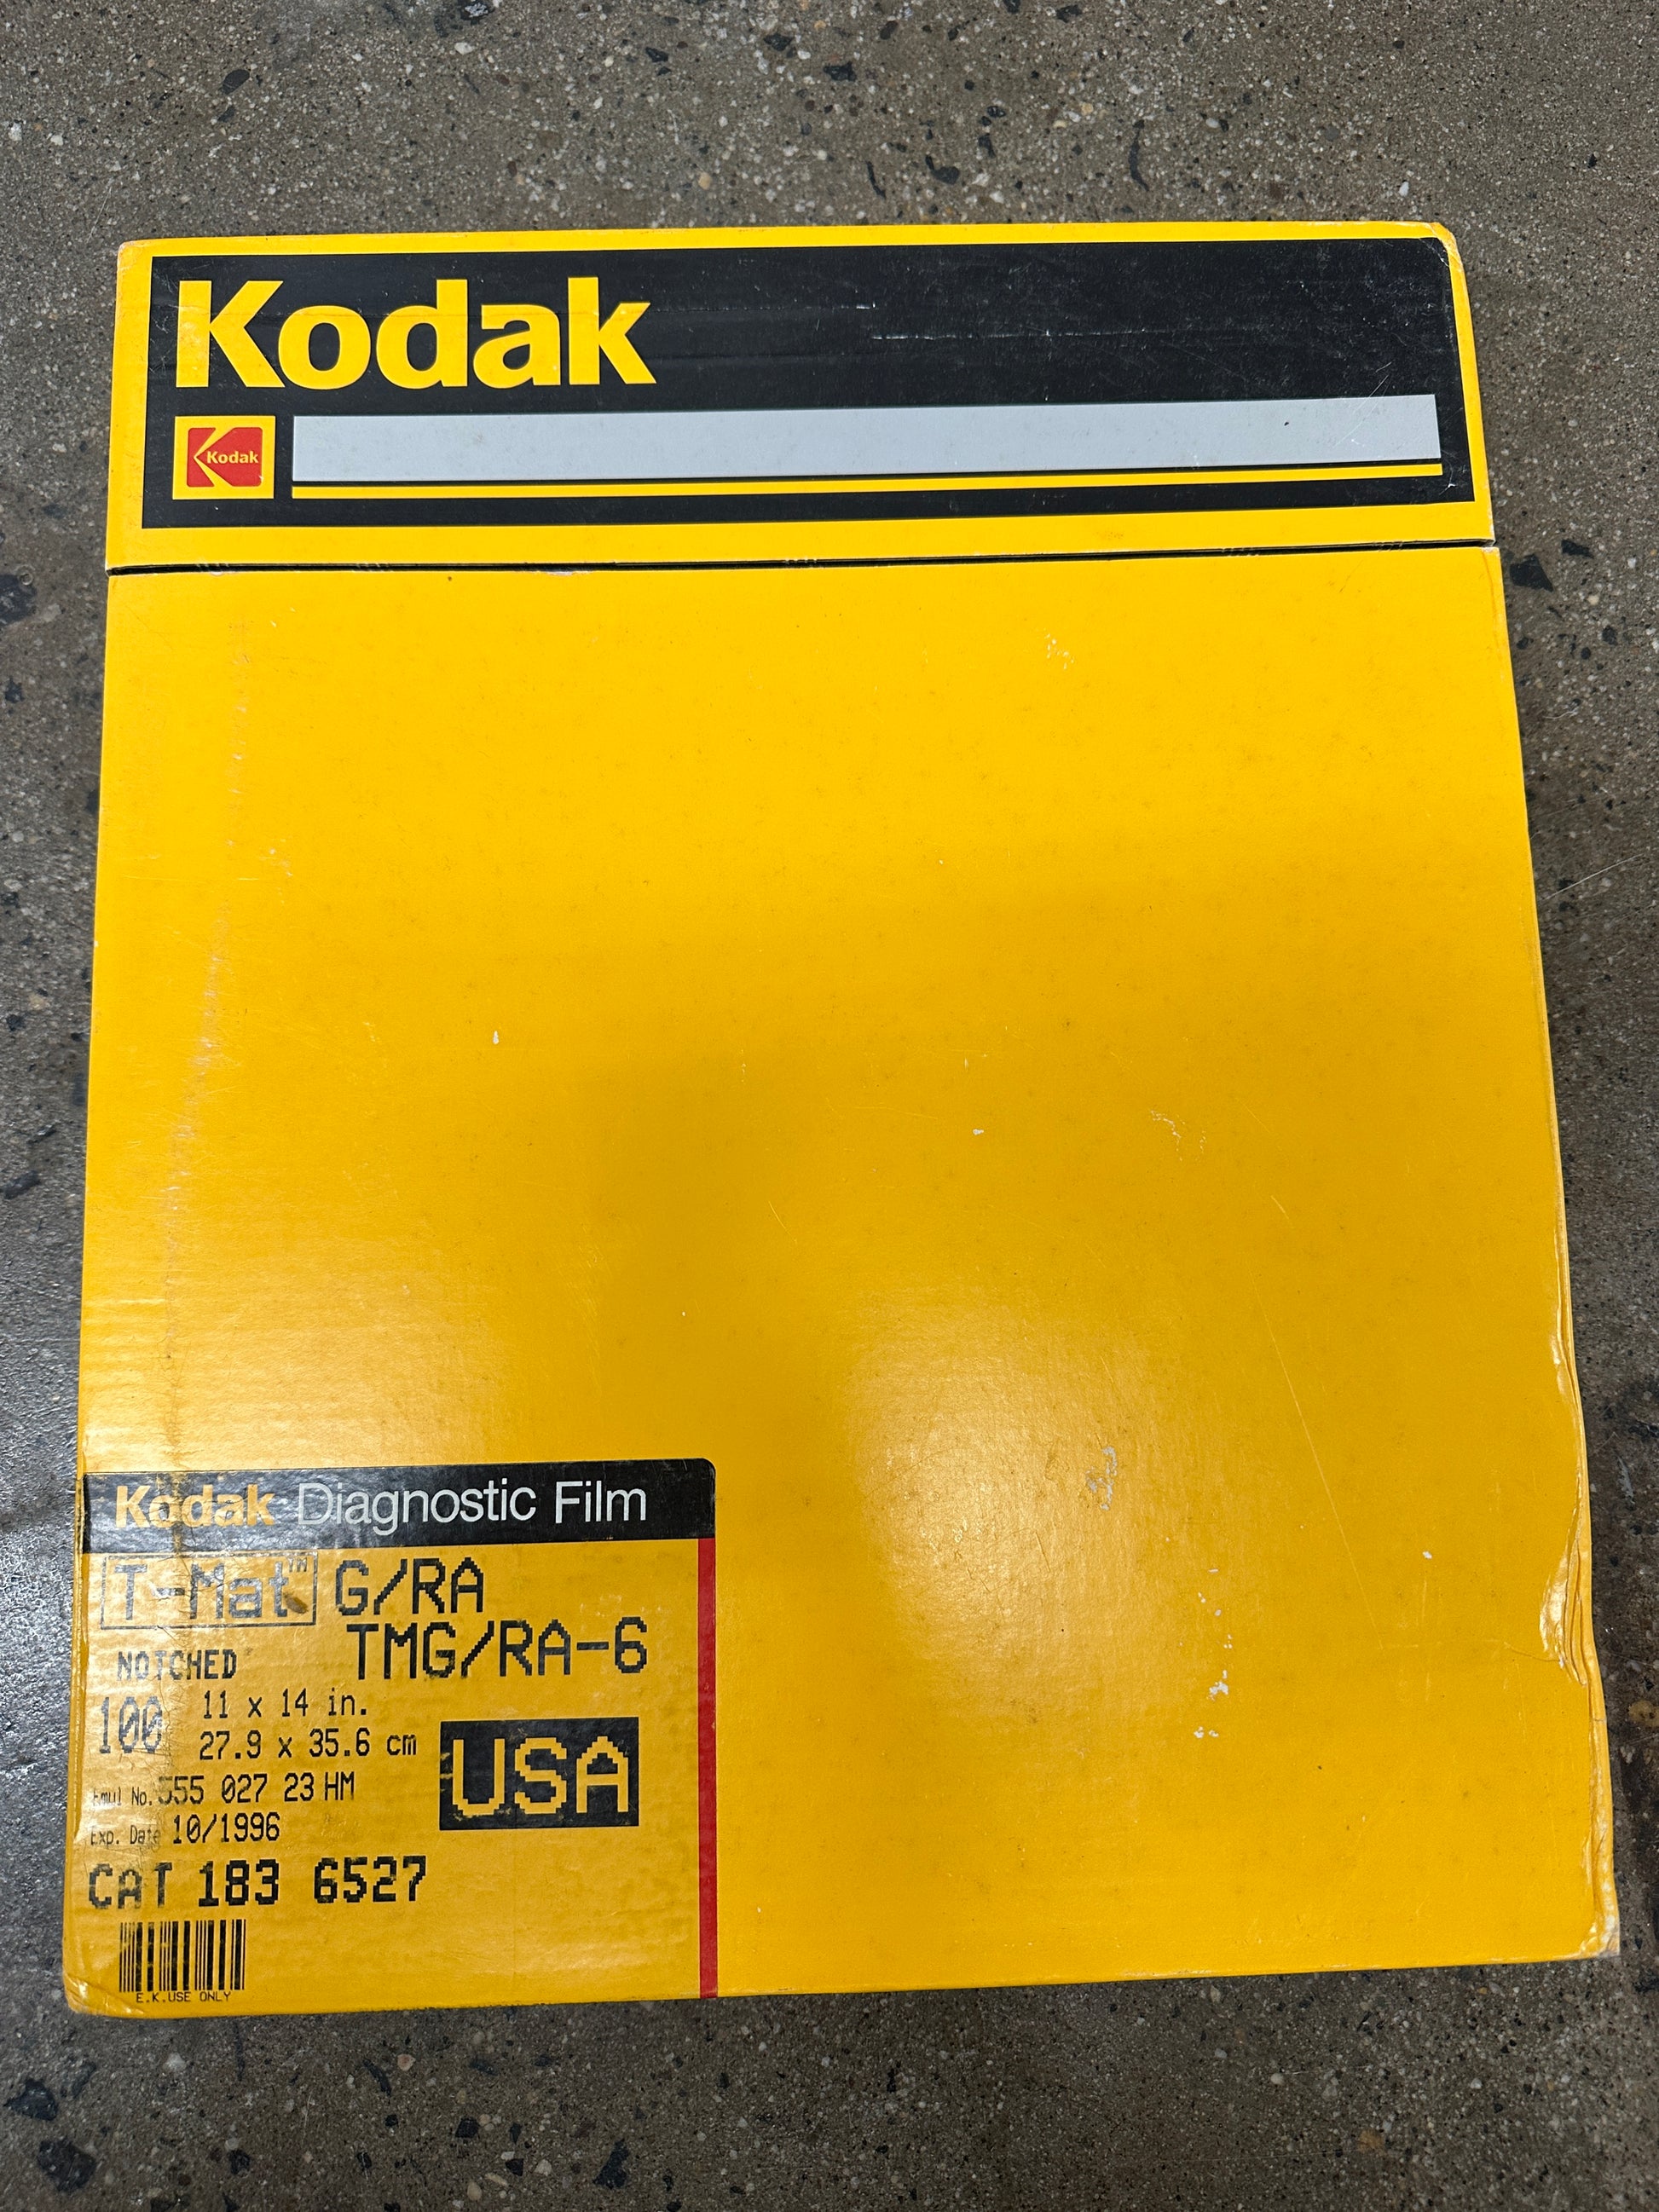 Kodak
Kodak
Kodak Diagnostic Film
T-Mat™ G/RA
TMG/RA-6
NOTCHED
100 11 x 14 in.
27.9 x 35.6 cm
USA
Emul No. 555 027 23 HM
Exp. Date 10/1996
CAT 183 6527
E.K.USE ONLY